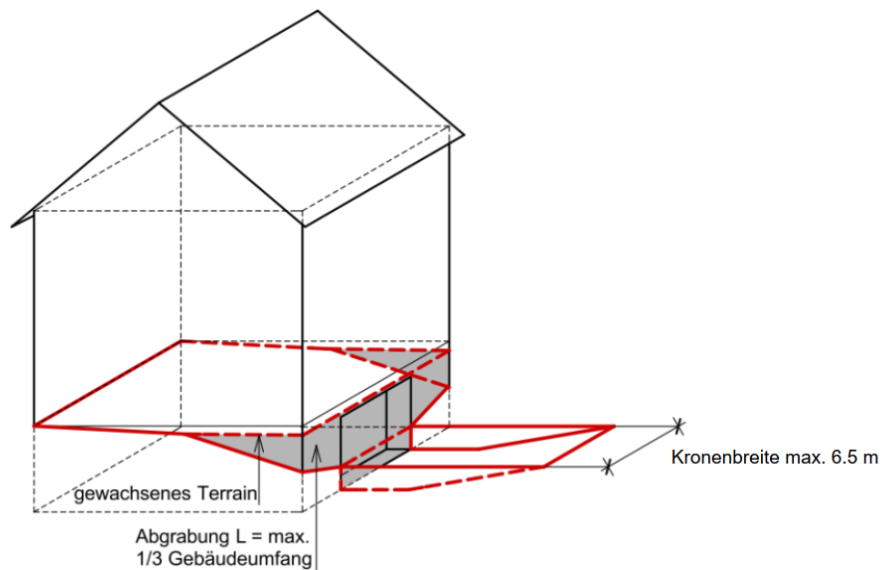 Kronenbreite max. 6.5 m
gewachsenes Terrain
Abgrabung L = max.
1/3 Gebäudeumfang